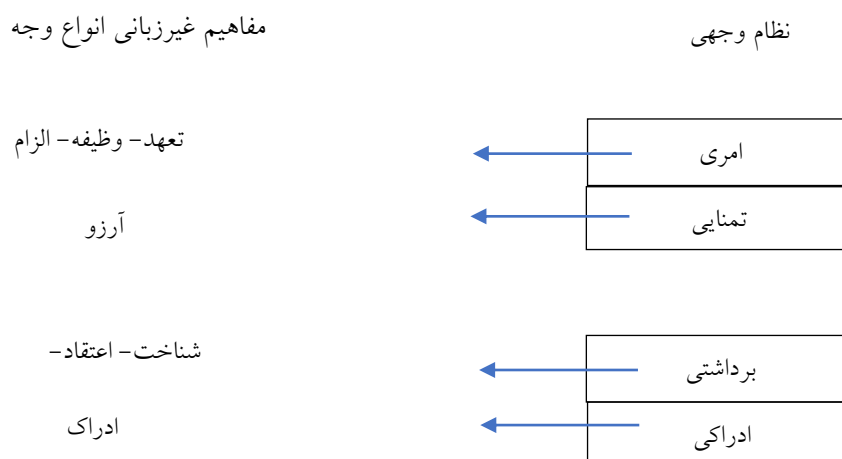 نظام وجهی
مفاهیم غیرزبانی انواع وجه
امری
تعهد- وظیفه- الزام
تمنایی
آرزو
برداشتی
شناخت- اعتقاد-
ادراکی
ادراک